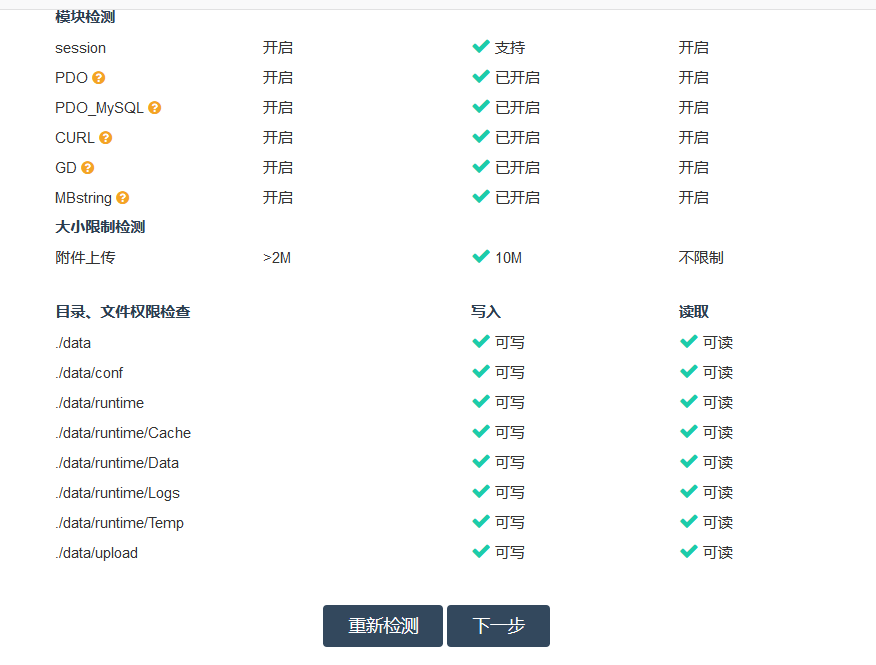 模块检测
session 开启 支持 开启
PDO 开启 已开启 开启
PDO_MySQL 开启 已开启 开启
CURL 开启 已开启 开启
GD 开启 已开启 开启
MBstring 开启 已开启 开启
大小限制检测
附件上传 >2M 10M 不限制
目录、文件权限检查 写入 读取
./data 可写 可读
./data/conf 可写 可读
./data/runtime 可写 可读
./data/runtime/Cache 可写 可读
./data/runtime/Data 可写 可读
./data/runtime/Logs 可写 可读
./data/runtime/Temp 可写 可读
./data/upload 可写 可读
重新检测 下一步